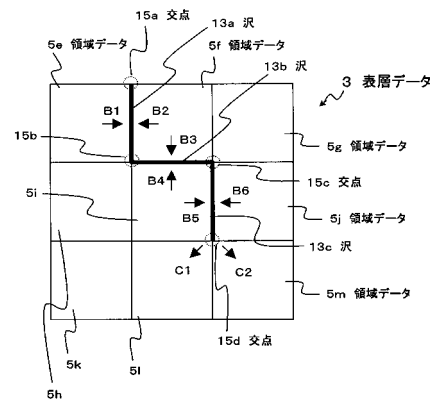 15a 交点
13a 沢
5e 領域データ
5f 領域データ
13b 沢
3 表層データ
B1
B2
B3
5g 領域データ
15b
B4
15c 交点
5i
B5
B6
5j 領域データ
13c 沢
C1
C2
5m 領域データ
15d 交点
5k
5l
5h